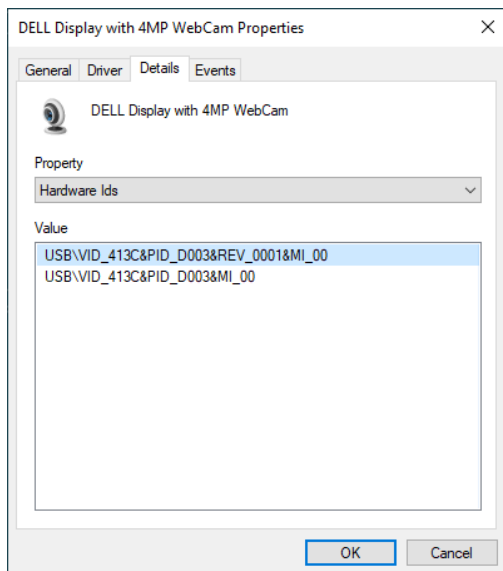 DELL Display with 4MP WebCam Properties
General Driver Details Events
DELL Display with 4MP WebCam
Property
Hardware Ids
Value
USB\VID_413C&PID_D003&REV_0001&MI_00
USB\VID_413C&PID_D003&MI_00
OK Cancel